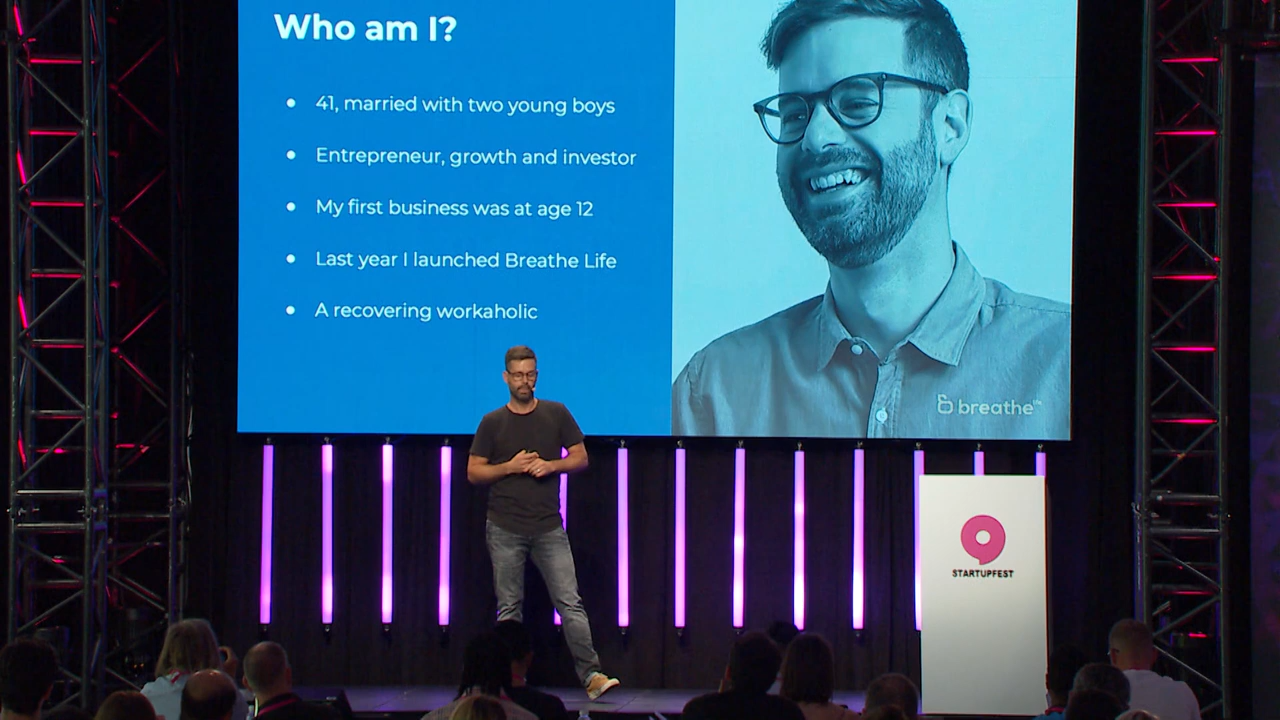 Who am I?
41, married with two young boys
Entrepreneur, growth and investor
My first business was at age 12
Last year I launched Breathe Life
A recovering workaholic
breathe
STARTUPFEST